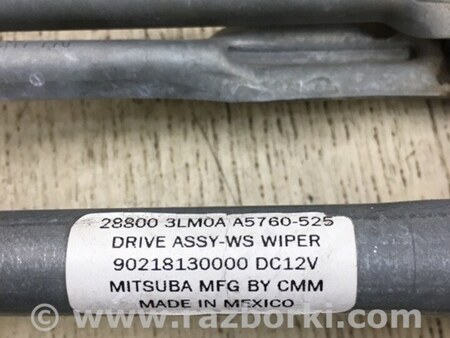 28800 3LM0A A5760-525
DRIVE ASSY-WS WIPER
90218130000 DC12V
MITSUBA MFG BY CMM
MADE IN MEXICO
© www.razborki.com